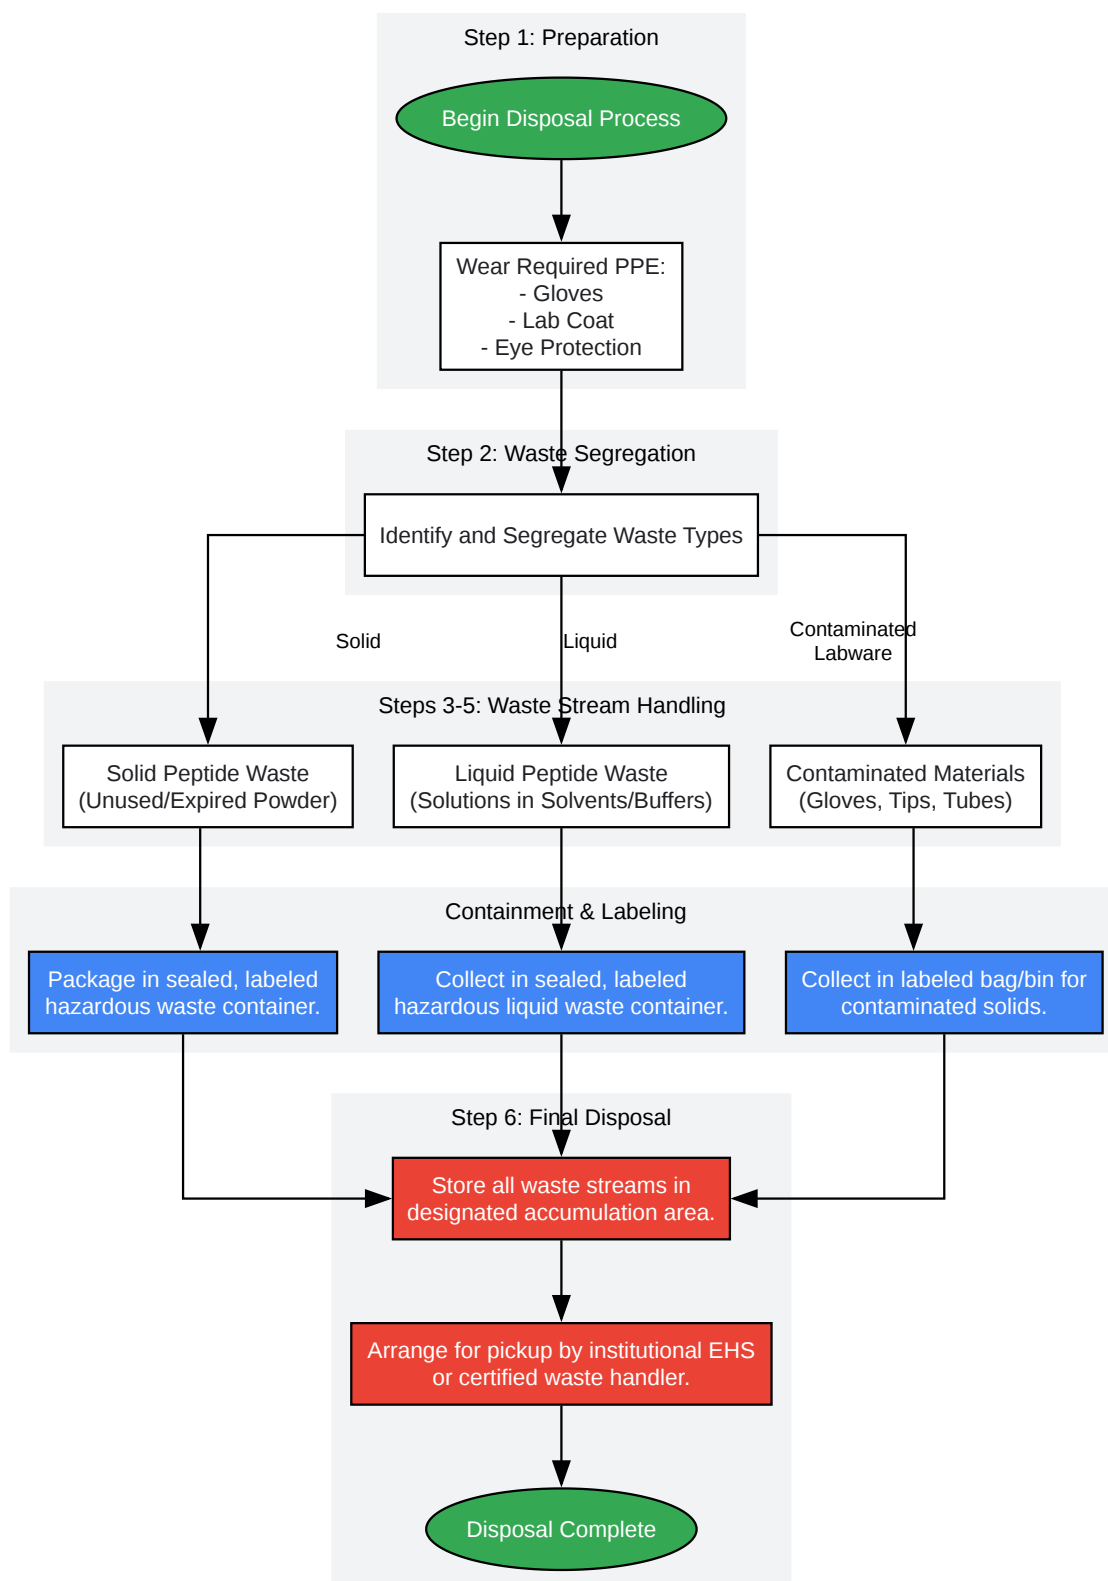 Step 1: Preparation
Begin Disposal Process
Wear Required PPE:
- Gloves
- Lab Coat
- Eye Protection
Step 2: Waste Segregation
Identify and Segregate Waste Types
Solid
Liquid
Contaminated
Labware
Steps 3-5: Waste Stream Handling
Solid Peptide Waste
(Unused/Expired Powder)
Liquid Peptide Waste
(Solutions in Solvents/Buffers)
Contaminated Materials
(Gloves, Tips, Tubes)
Containment & Labeling
Package in sealed, labeled
hazardous waste container.
Collect in sealed, labeled
hazardous liquid waste container.
Collect in labeled bag/bin for
contaminated solids.
Step 6: Final Disposal
Store all waste streams in
designated accumulation area.
Arrange for pickup by institutional EHS
or certified waste handler.
Disposal Complete